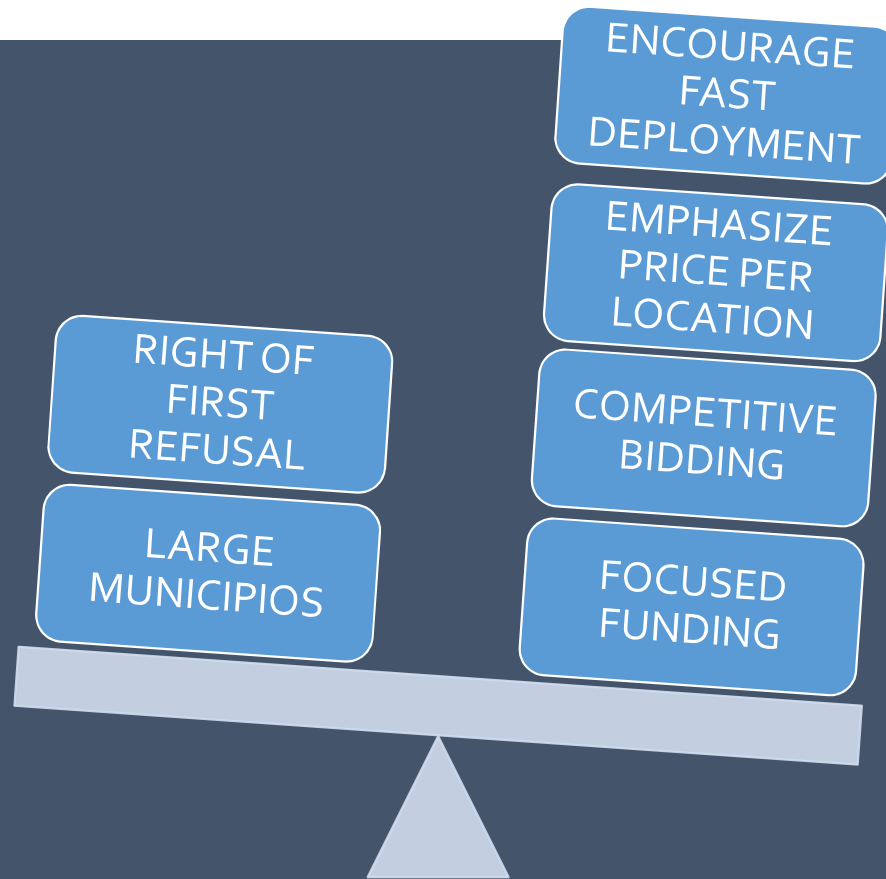 RIGHT OF
FIRST
REFUSAL
LARGE
MUNICIPIOS
ENCOURAGE
FAST
DEPLOYMENT
EMPHASIZE
PRICE PER
LOCATION
COMPETITIVE
BIDDING
FOCUSED
FUNDING